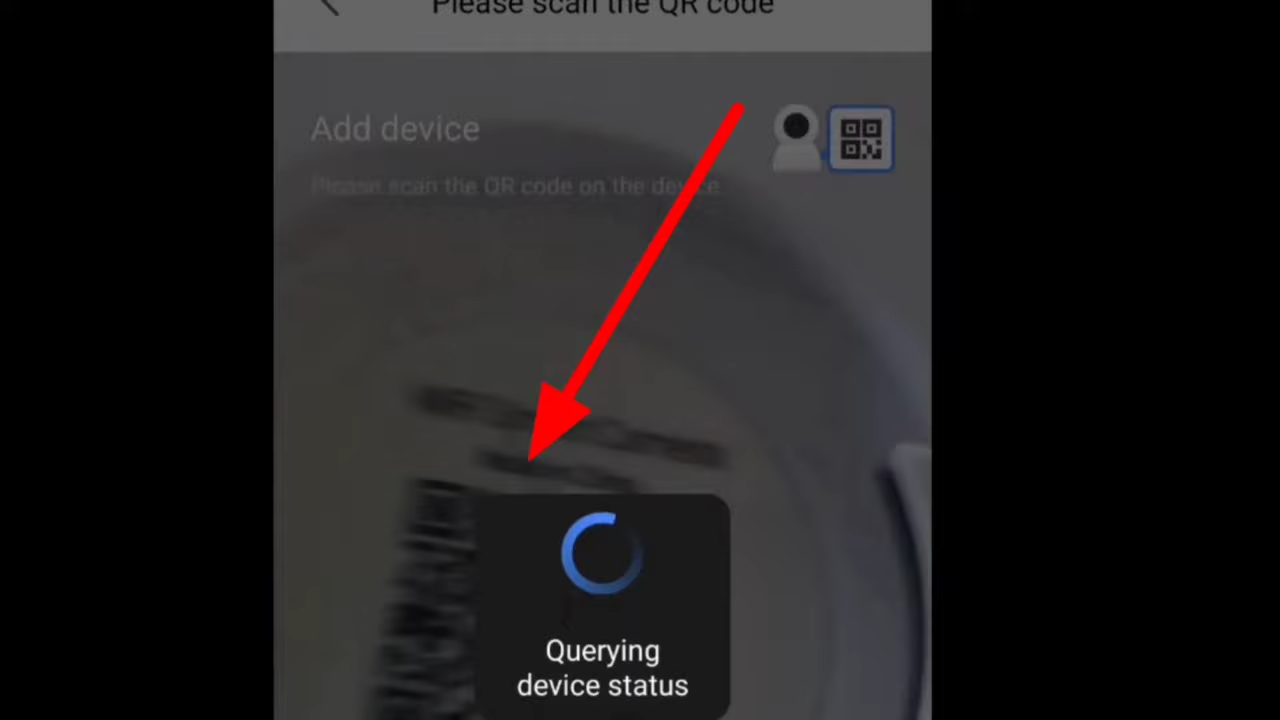 Please scan the QR code
Add device
Please scan the QR code on the device
Querying
device status